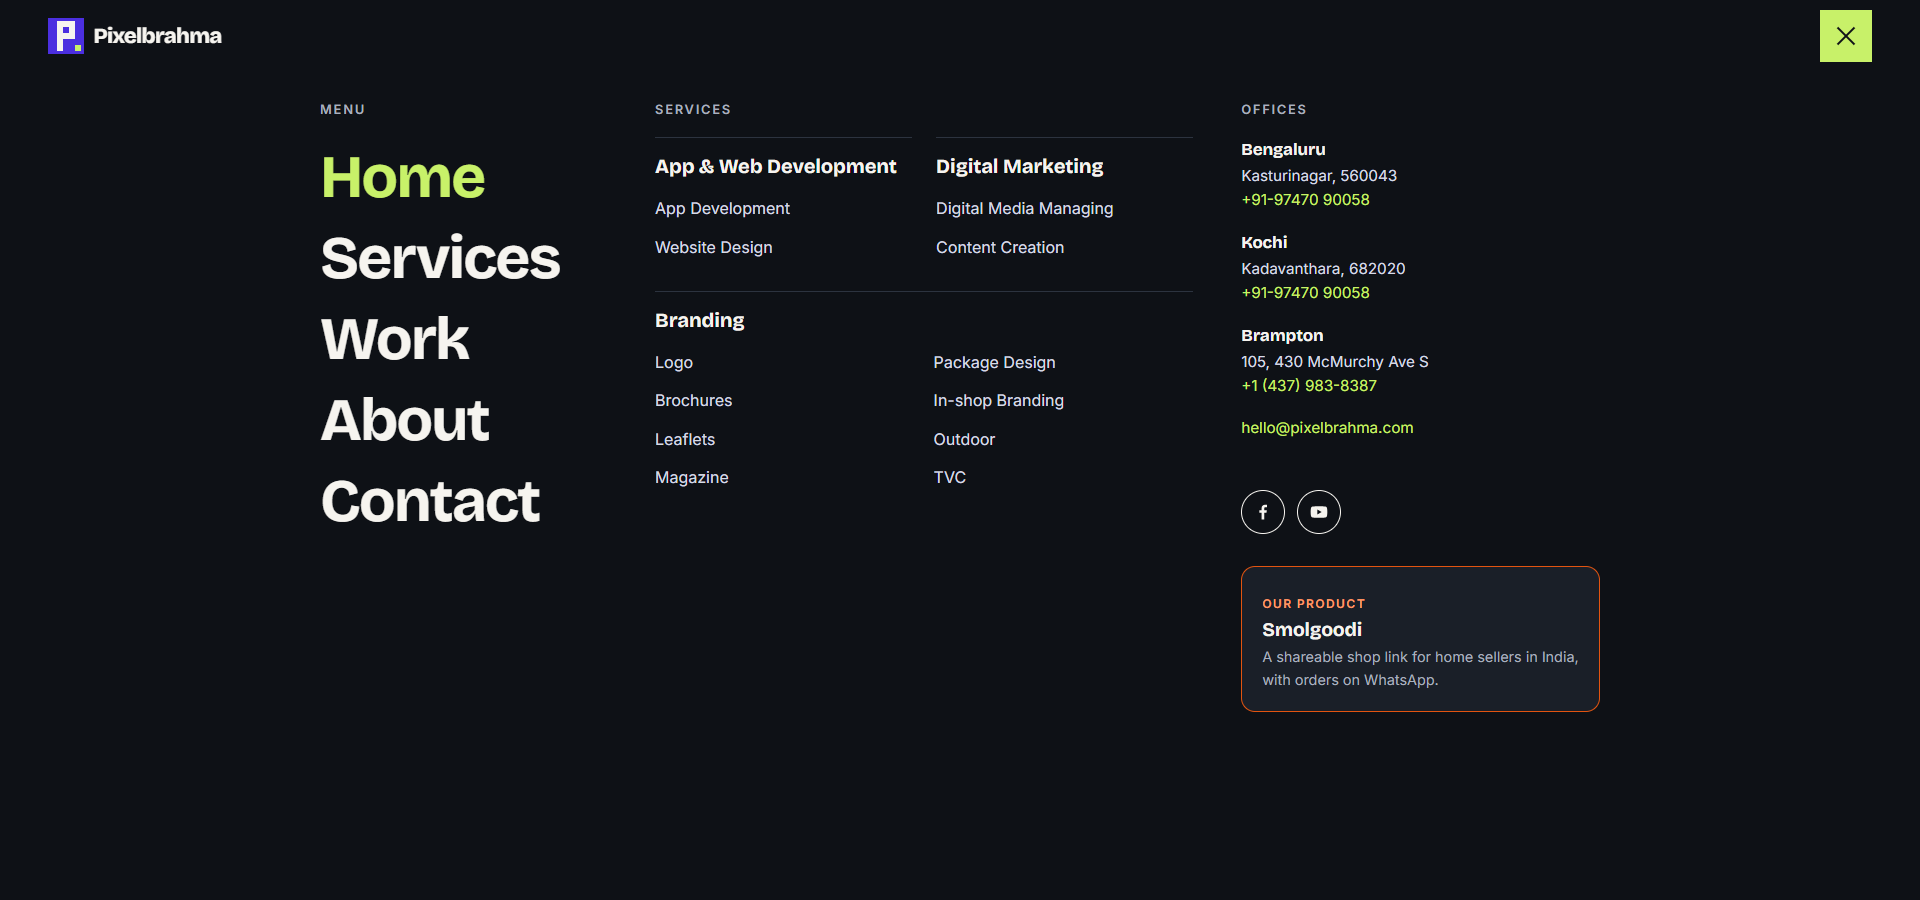 Pixelbrahma
MENU
Home
Services
Work
About
Contact
SERVICES
App & Web Development
App Development
Website Design
Digital Marketing
Digital Media Managing
Content Creation
Branding
Logo
Brochures
Leaflets
Magazine
Package Design
In-shop Branding
Outdoor
TVC
OFFICES
Bengaluru
Kasturinagar, 560043
+91-97470 90058
Kochi
Kadavanthara, 682020
+91-97470 90058
Brampton
105, 430 McMurchy Ave S
+1 (437) 983-8387
hello@pixelbrahma.com
OUR PRODUCT
Smolgoodi
A shareable shop link for home sellers in India,
with orders on WhatsApp.